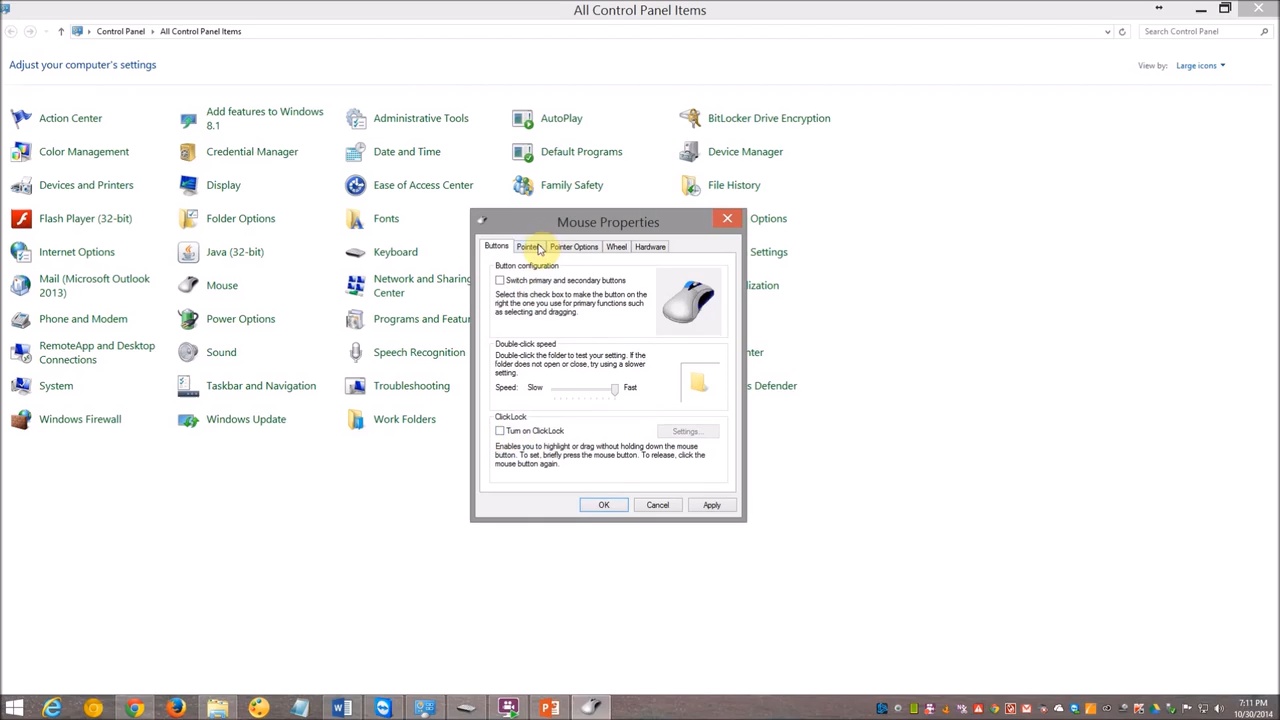 All Control Panel Items
Control Panel
All Control Panel Items
Search Control Panel
Adjust your computer's settings
View by: Large icons
Action Center
Add features to Windows
8.1
Administrative Tools
AutoPlay
BitLocker Drive Encryption
Color Management
Credential Manager
Date and Time
Default Programs
Device Manager
Devices and Printers
Display
Ease of Access Center
Family Safety
File History
Flash Player (32-bit)
Folder Options
Fonts
Options
Internet Options
Java (32-bit)
Keyboard
Settings
Mail (Microsoft Outlook
2013)
Mouse
Network and Sharing
Center
Phone and Modem
Power Options
Programs and
RemoteApp and Desktop
Connections
Sound
Speech Recognition
System
Taskbar and Navigation
Troubleshooting
Windows Firewall
Windows Update
Work Folders
Mouse Properties
Buttons
Pointer Options
Wheel
Hardware
Button configuration
Switch primary and secondary buttons
Select this check box to make the button on the
right the one you use for primary functions such
as selecting and dragging.
Double-click speed
Double-click the folder to test your setting. If the
folder does not open or close, try using a slower
setting.
Speed: Slow Fast
ClickLock
Turn on ClickLock
Settings...
Enables you to highlight or drag without holding down the mouse
button. To set, briefly press the mouse button. To release, click the
mouse button again.
OK
Cancel
Apply
7:11 PM
10/30/2014